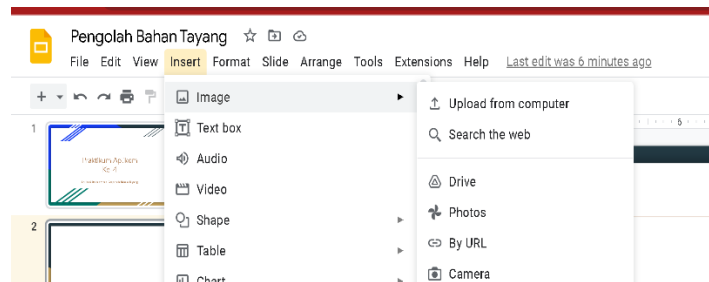 Pengolah Bahan Tayang
File Edit View Insert Format Slide Arrange Tools Extensions Help Last edit was 6 minutes ago
Image
Text box
Audio
Video
Shape
Table
Chart
Upload from computer
Search the web
Drive
Photos
By URL
Camera
5
1
2